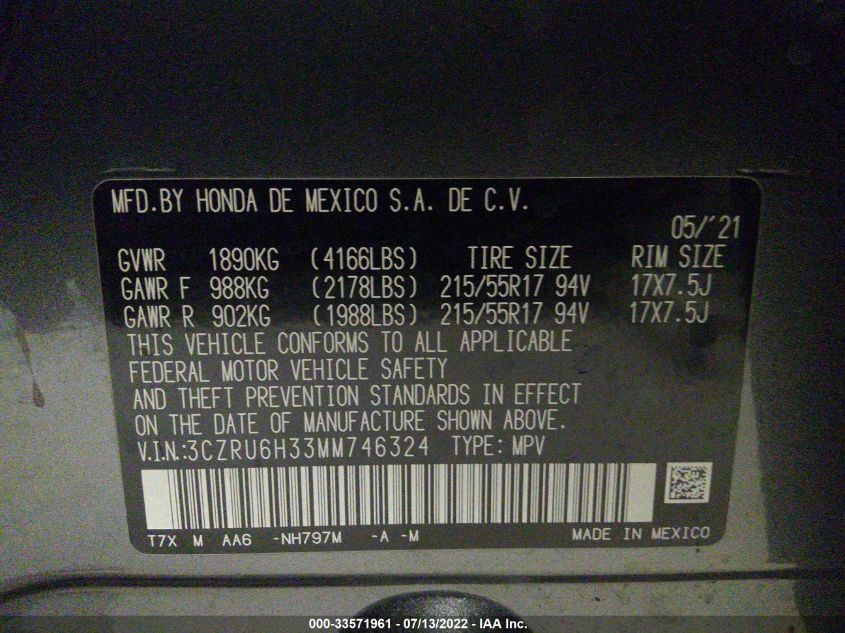 MFD.BY HONDA DE MEXICO S.A. DE C.V.
05/'21
GVWR 1890KG (4166LBS) TIRE SIZE RIM SIZE
GAWR F 988KG (2178LBS) 215/55R17 94V 17X7.5J
GAWR R 902KG (1988LBS) 215/55R17 94V 17X7.5J
THIS VEHICLE CONFORMS TO ALL APPLICABLE
FEDERAL MOTOR VEHICLE SAFETY
AND THEFT PREVENTION STANDARDS IN EFFECT
ON THE DATE OF MANUFACTURE SHOWN ABOVE.
V.I.N.:3CZRU6H33MM746324 TYPE: MPV
T7X M AA6 -NH797M -A -M MADE IN MEXICO
000-33571961 - 07/13/2022 - IAA Inc.